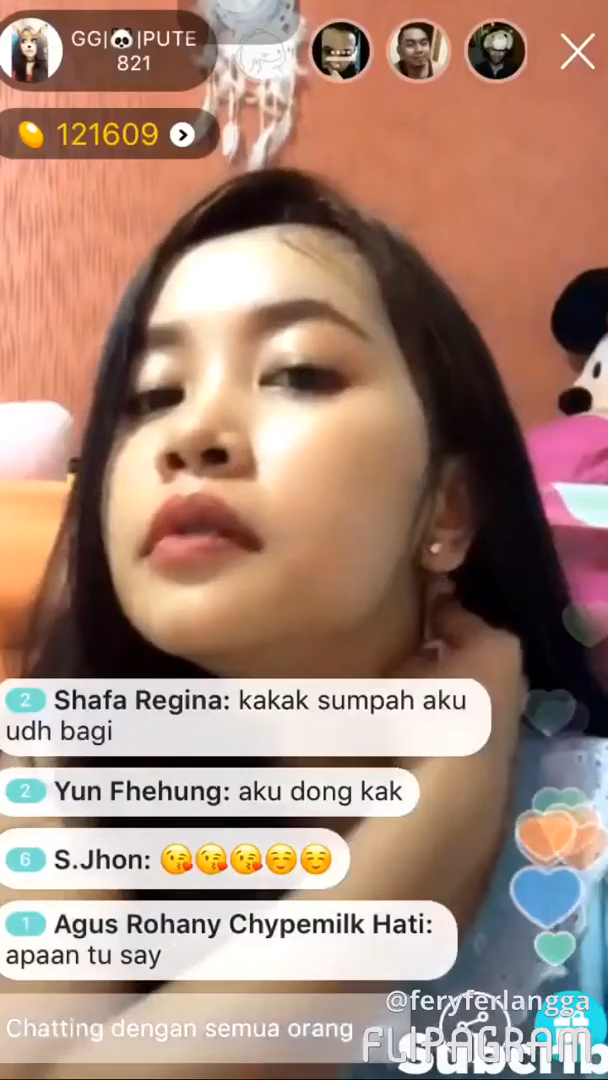 GG|🐼|PUTE
821
121609
2 Shafa Regina: kakak sumpah aku
udh bagi
2 Yun Fhehung: aku dong kak
6 S.Jhon: 😘😘😘☺️☺️
1 Agus Rohany Chypemilk Hati:
apaan tu say
@feryferlangga
Chatting dengan semua orang
FLIPAGRAM
Subscrib